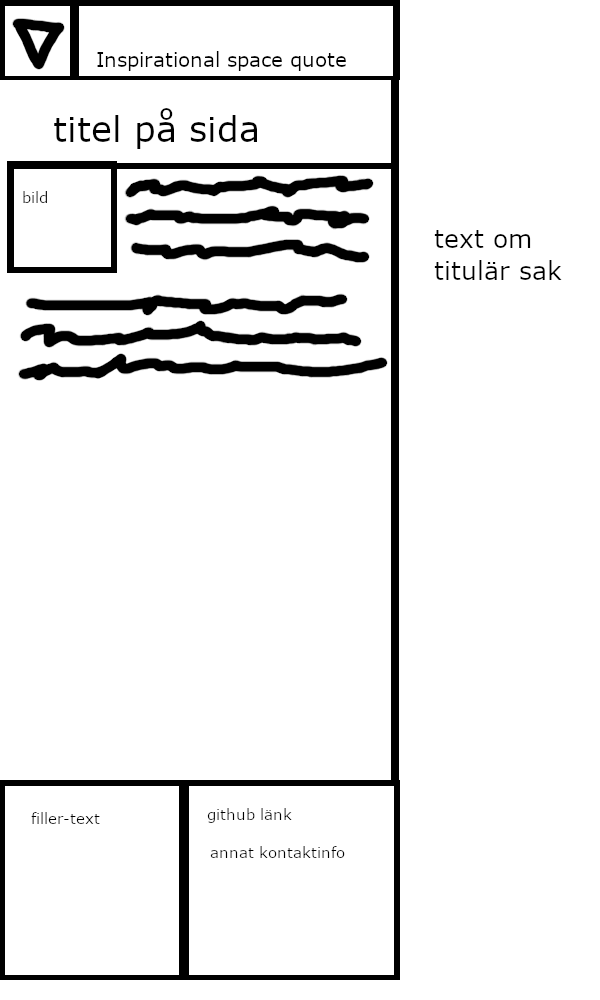 Inspirational space quote
titel på sida
bild
text om
titulär sak
filler-text
github länk
annat kontaktinfo